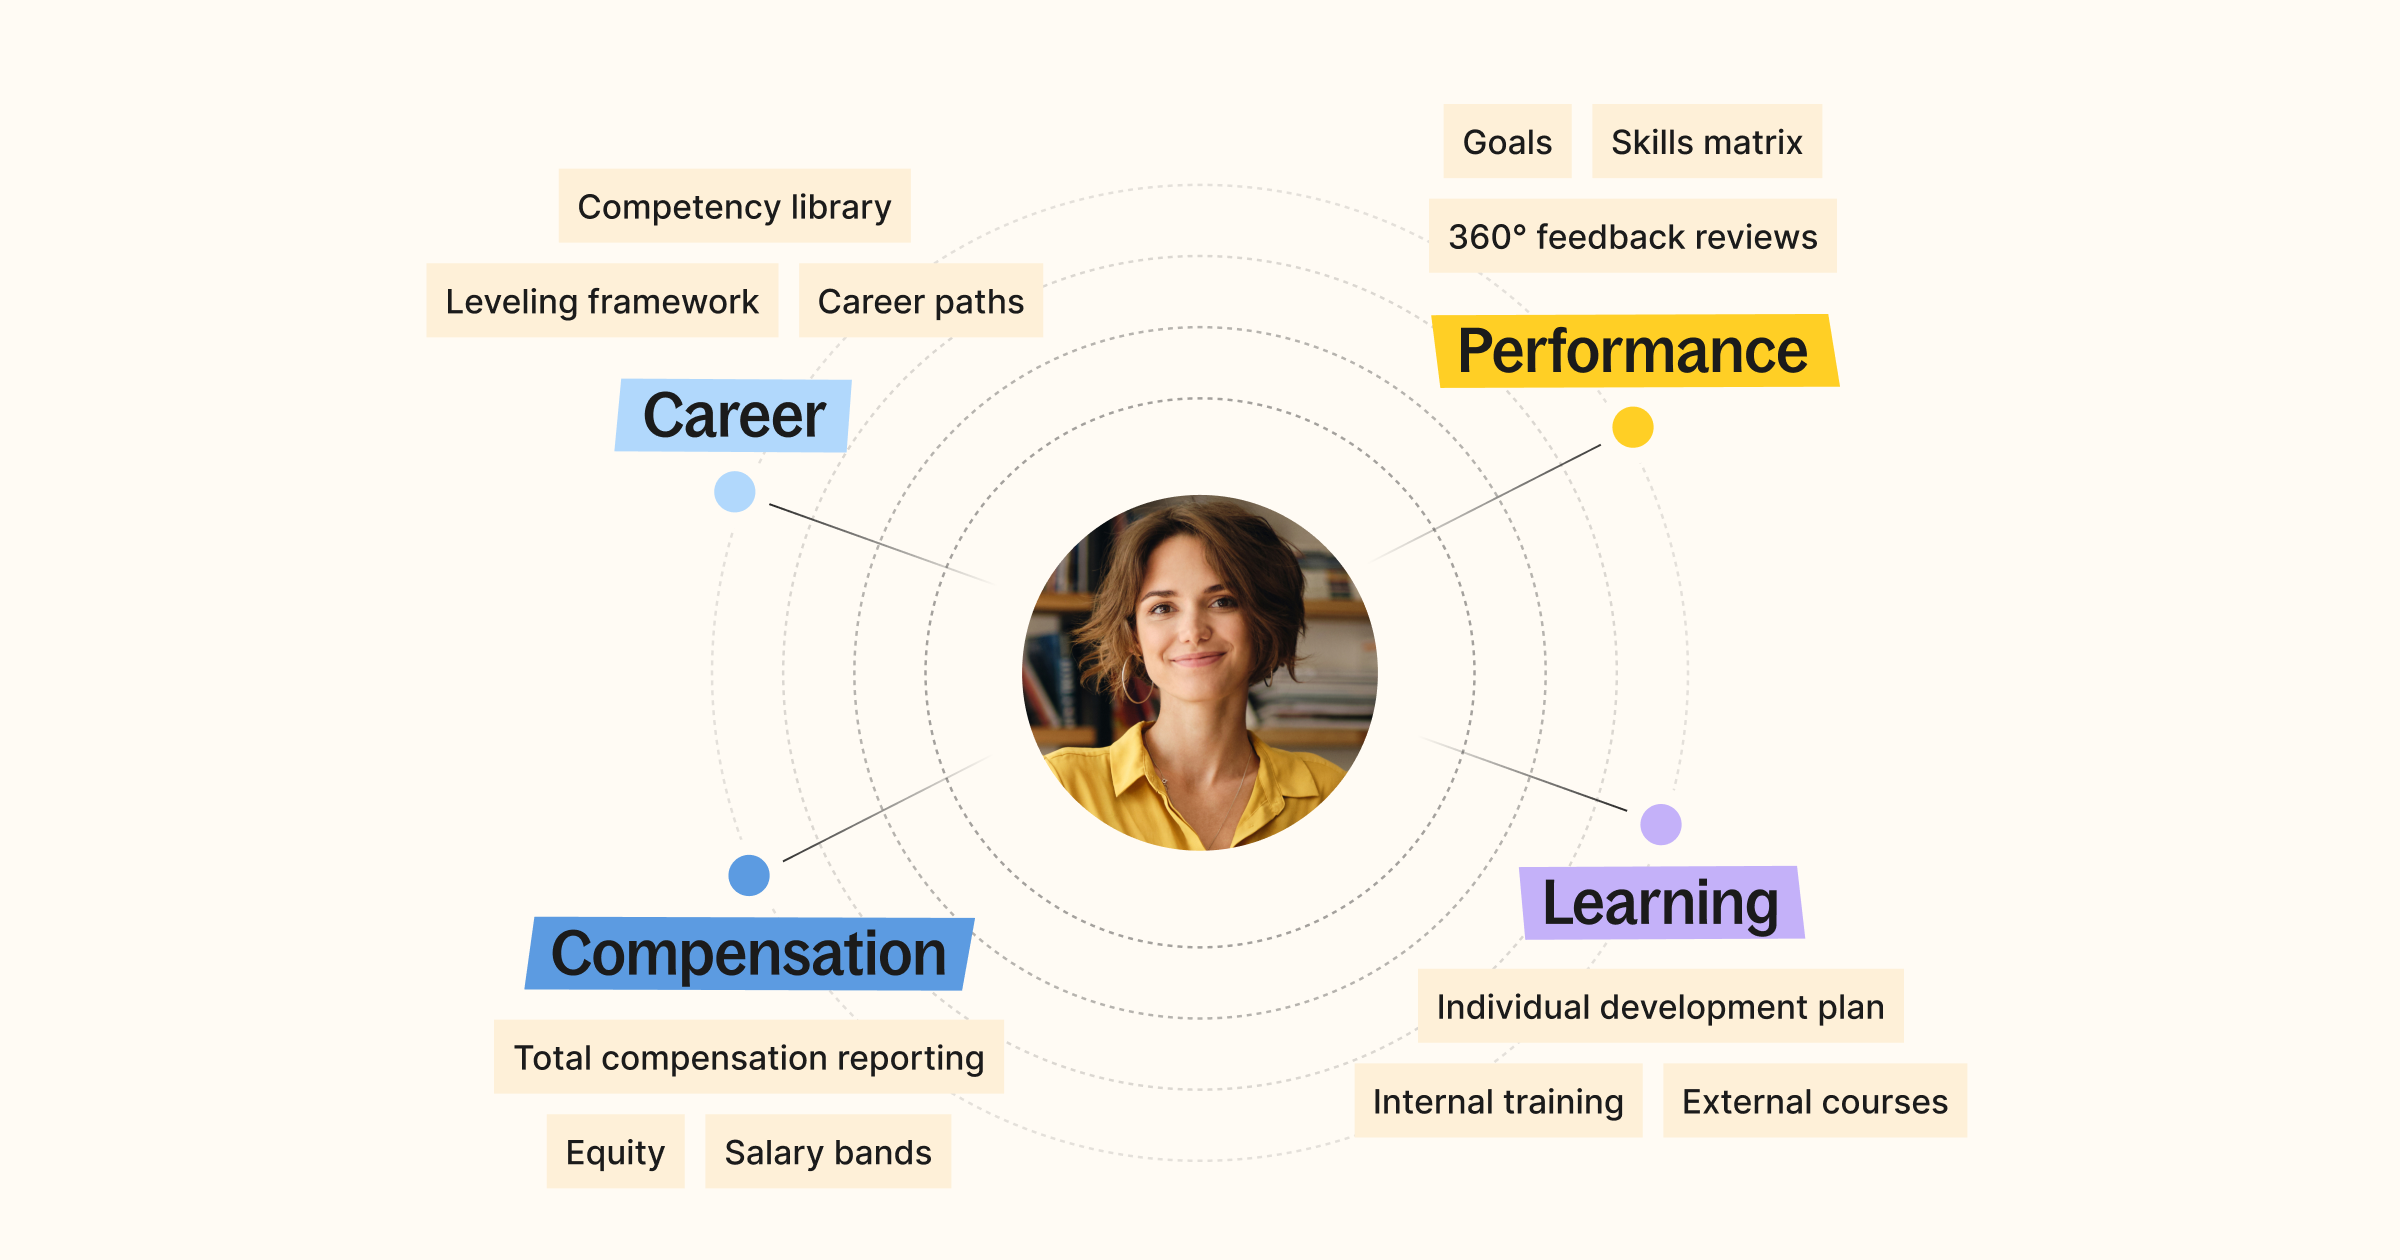 Competency library
Leveling framework
Career paths
Career
Goals
Skills matrix
360° feedback reviews
Performance
Compensation
Total compensation reporting
Equity
Salary bands
Learning
Individual development plan
Internal training
External courses